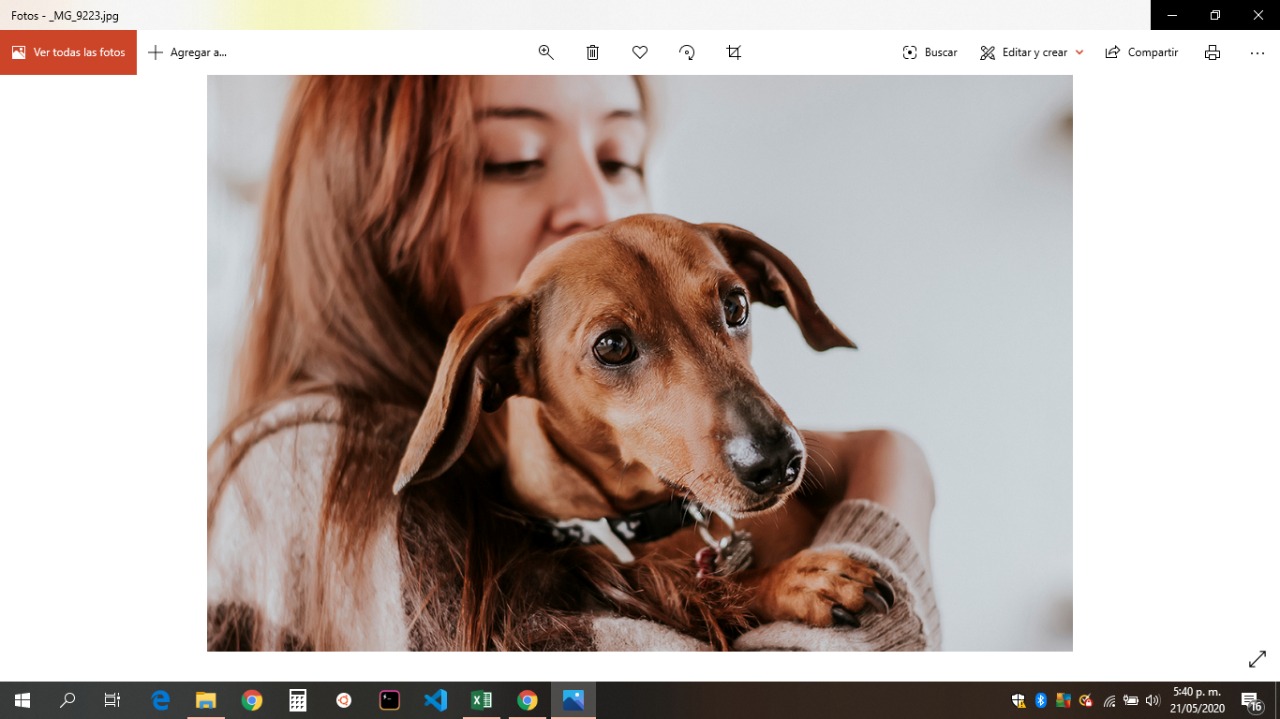 Fotos - _MG_9223.jpg
Ver todas las fotos
Agregar a...
Buscar
Editar y crear
Compartir
5:40 p. m.
21/05/2020
16